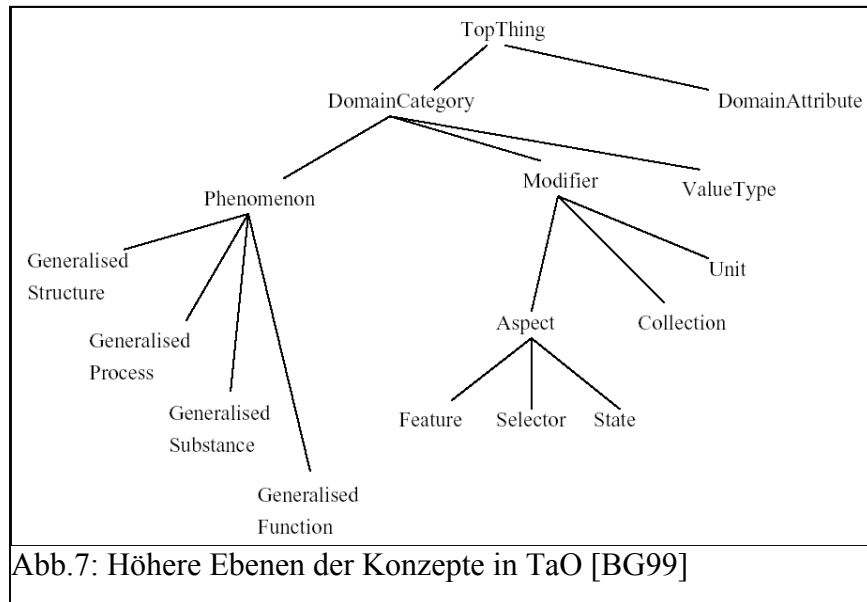 TopThing
DomainCategory
DomainAttribute
Phenomenon
Modifier
ValueType
Generalised
Structure
Generalised
Process
Generalised
Substance
Generalised
Function
Aspect
Collection
Unit
Feature
Selector
State
Abb.7: Höhere Ebenen der Konzepte in TaO [BG99]